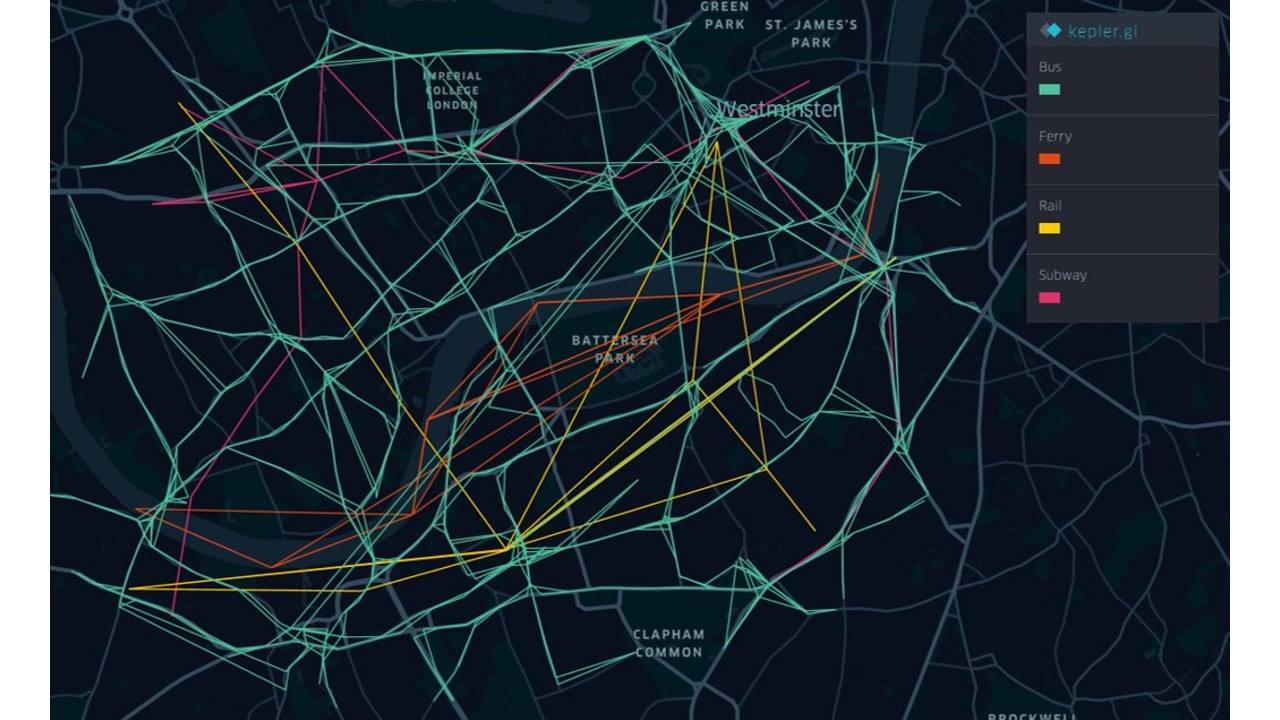 GREEN
PARK
ST. JAMES'S
PARK
kepler.gl
Bus
IMPERIAL
COLLEGE
LONDON
Westminster
Ferry
Rail
Subway
BATTERSEA
PARK
CLAPHAM
COMMON
BROCKWELL